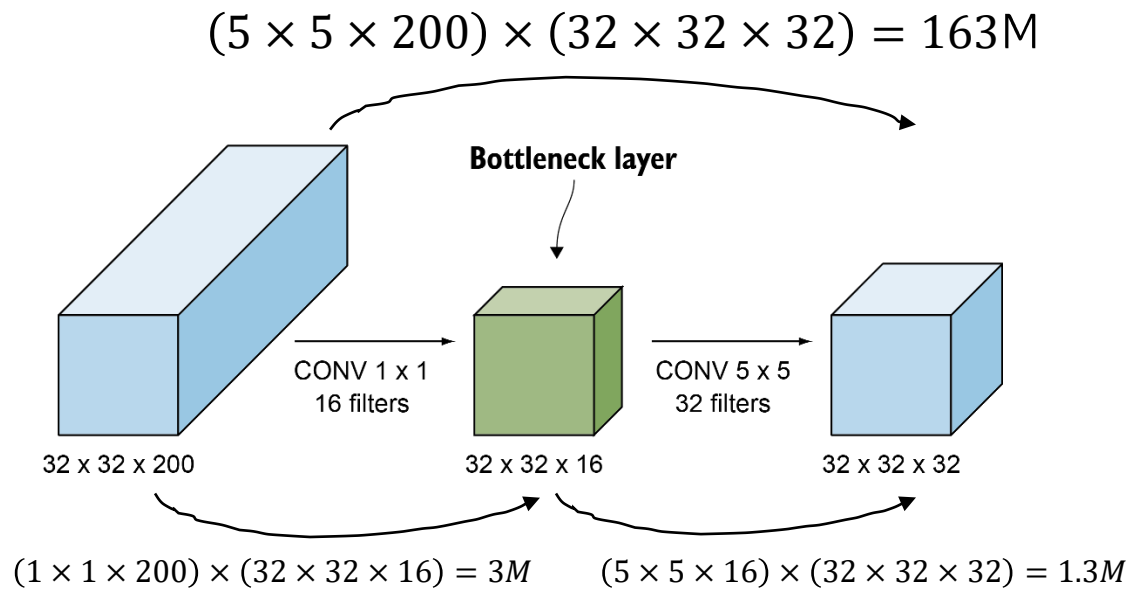 (5 × 5 × 200) × (32 × 32 × 32) = 163M
Bottleneck layer
CONV 1 x 1
16 filters
CONV 5 x 5
32 filters
32 x 32 x 200
32 x 32 x 16
32 x 32 x 32
(1 × 1 × 200) × (32 × 32 × 16) = 3M
(5 × 5 × 16) × (32 × 32 × 32) = 1.3M